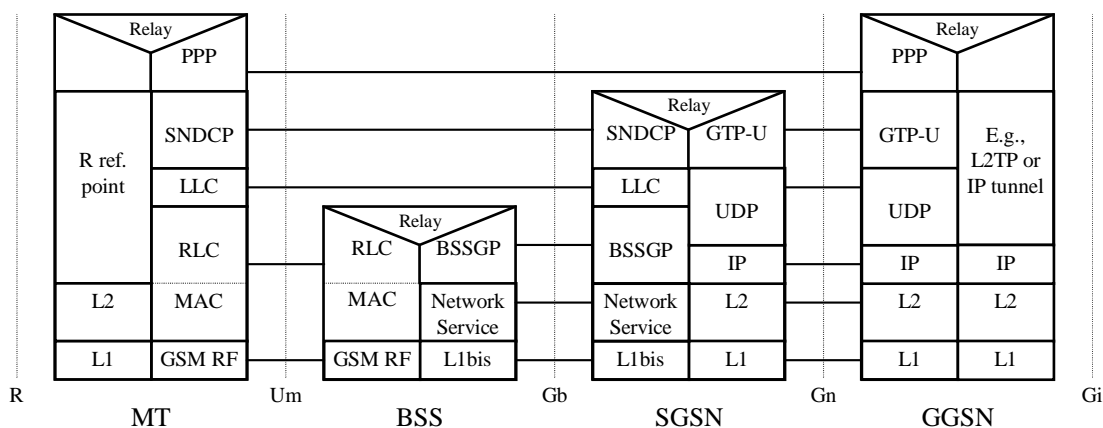 Relay
Relay
PPP
PPP
Relay
SNDCP
SNDCP
GTP-U
GTP-U
E.g.,
L2TP or
IP tunnel
R ref.
point
LLC
LLC
Relay
UDP
UDP
RLC
RLC
BSSGP
BSSGP
IP
IP
IP
L2
MAC
MAC
Network
Service
Network
Service
L2
L2
L2
L1
GSM RF
GSM RF
L1bis
L1bis
L1
L1
L1
R
Um
Gb
Gn
Gi
MT
BSS
SGSN
GGSN